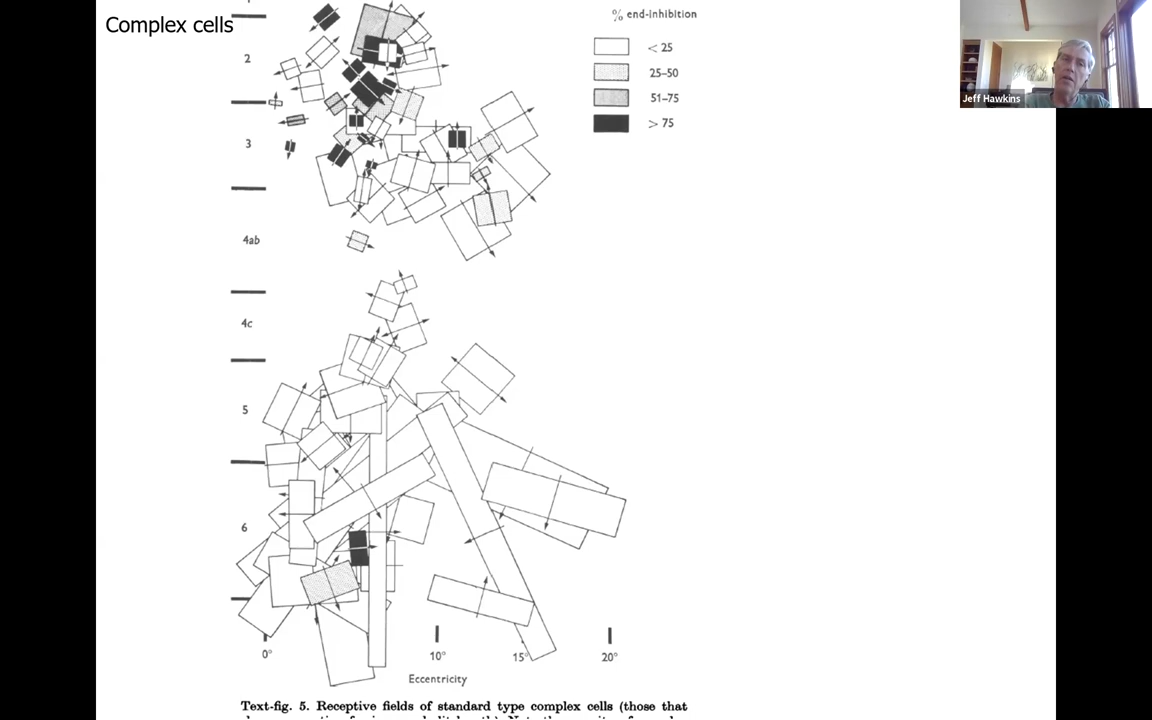 Complex cells
% end-inhibition
< 25
25–50
51–75
> 75
Jeff Hawkins
2
3
4ab
4c
5
6
0°
10°
15°
20°
Eccentricity
Text-fig. 5. Receptive fields of standard type complex cells (those that